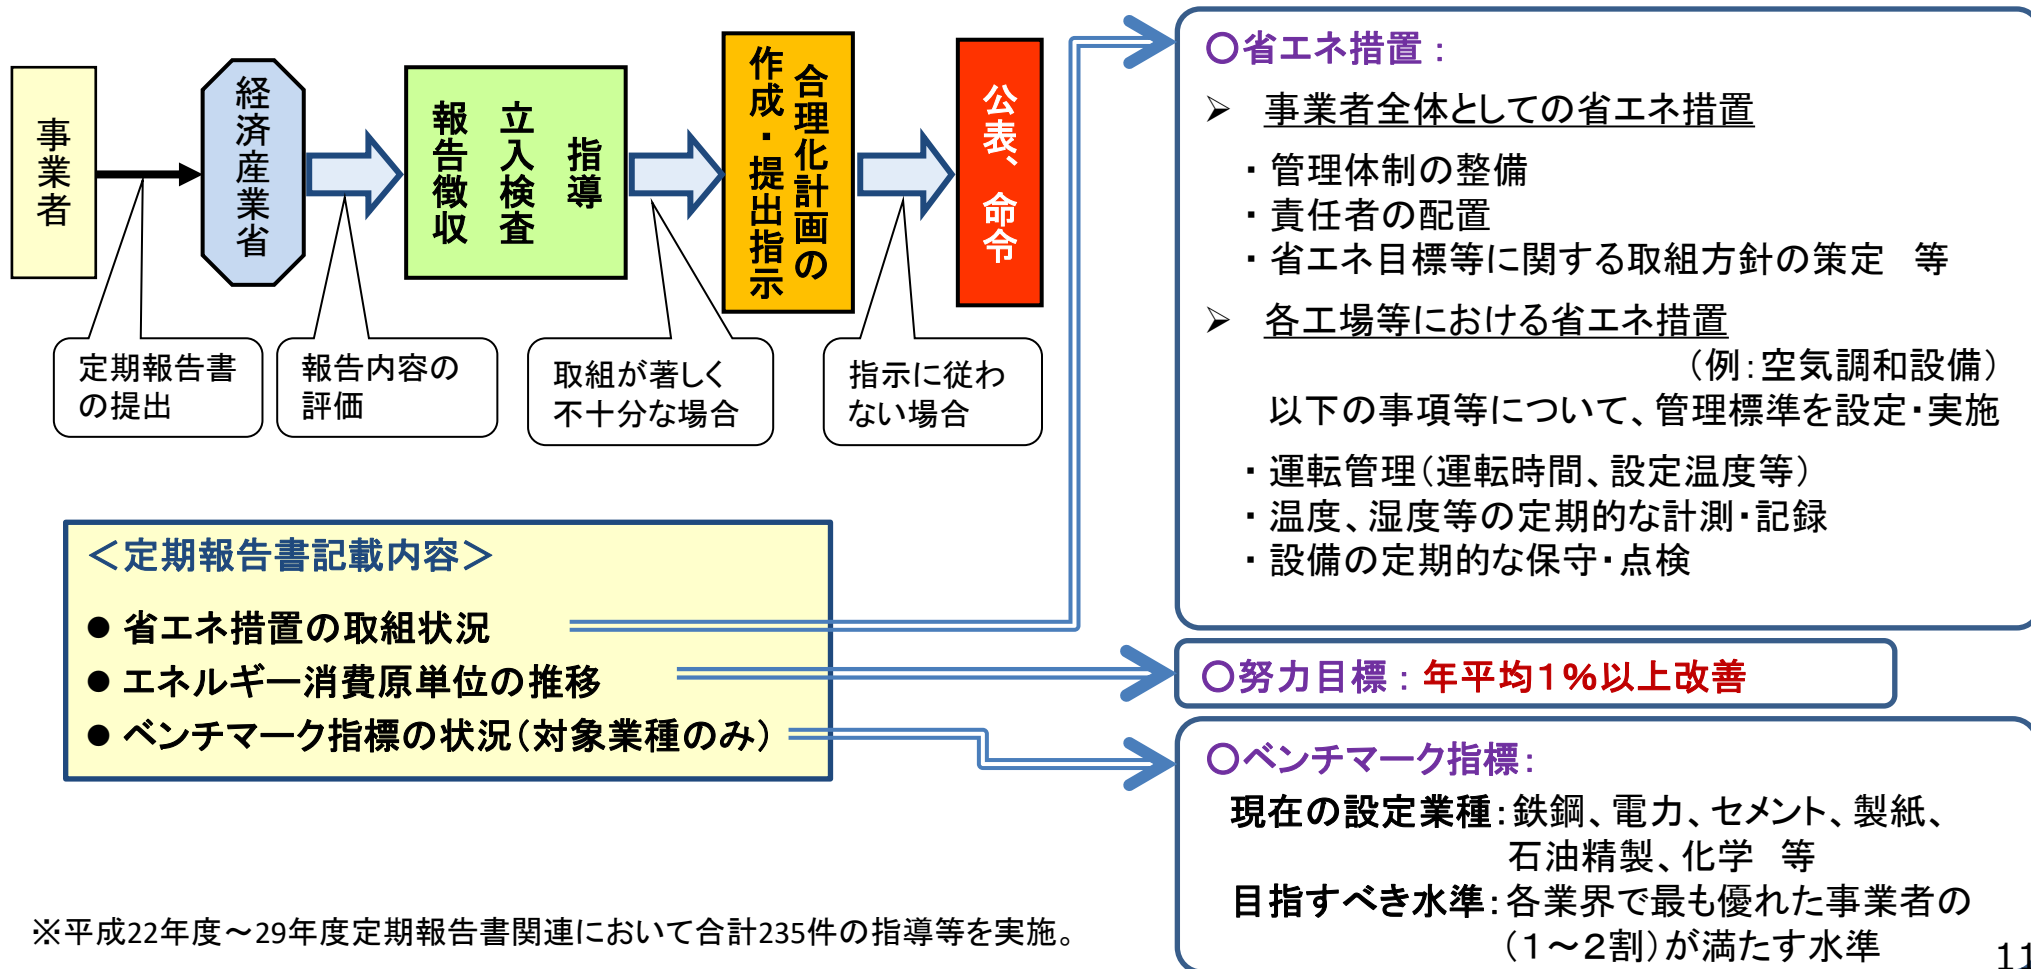 事業者
経済産業省
報告徴収
立入検査
指導
合理化計画の
作成・提出指示
公表、命令
定期報告書
の提出
報告内容の
評価
取組が著しく
不十分な場合
指示に従わ
ない場合
＜定期報告書記載内容＞
● 省エネ措置の取組状況
● エネルギー消費原単位の推移
● ベンチマーク指標の状況（対象業種のみ）
○省エネ措置：
➢ 事業者全体としての省エネ措置
・管理体制の整備
・責任者の配置
・省エネ目標等に関する取組方針の策定　等
➢ 各工場等における省エネ措置
（例：空気調和設備）
以下の事項等について、管理標準を設定・実施
・運転管理（運転時間、設定温度等）
・温度、湿度等の定期的な計測・記録
・設備の定期的な保守・点検
○努力目標：年平均１％以上改善
○ベンチマーク指標：
現在の設定業種：鉄鋼、電力、セメント、製紙、
石油精製、化学　等
目指すべき水準：各業界で最も優れた事業者の
（１～２割）が満たす水準
※平成22年度～29年度定期報告書関連において合計235件の指導等を実施。
11